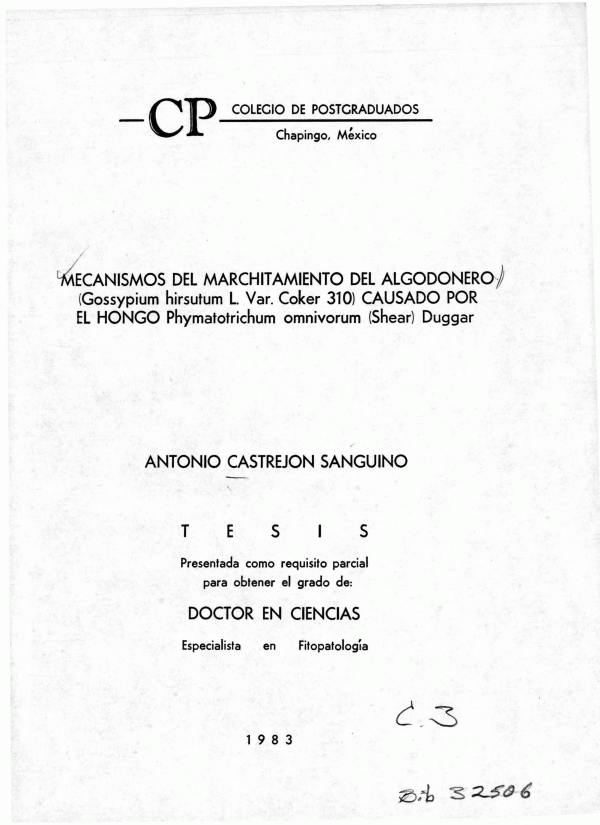 CP COLEGIO DE POSTGRADUADOS
Chapingo, México
MECANISMOS DEL MARCHITAMIENTO DEL ALGODONERO
(Gossypium hirsutum L. Var. Coker 310) CAUSADO POR
EL HONGO Phymatotrichum omnivorum (Shear) Duggar
ANTONIO CASTREJON SANGUINO
T E S I S
Presentada como requisito parcial
para obtener el grado de:
DOCTOR EN CIENCIAS
Especialista en Fitopatología
C. 3
1983
Bib 32506